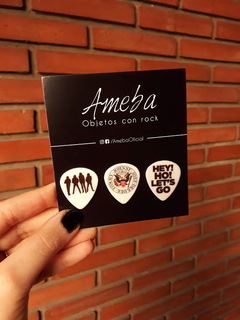 Ameba
Objetos con rock
/AmebaOficial
HEY!
HO!
LET'S
GO